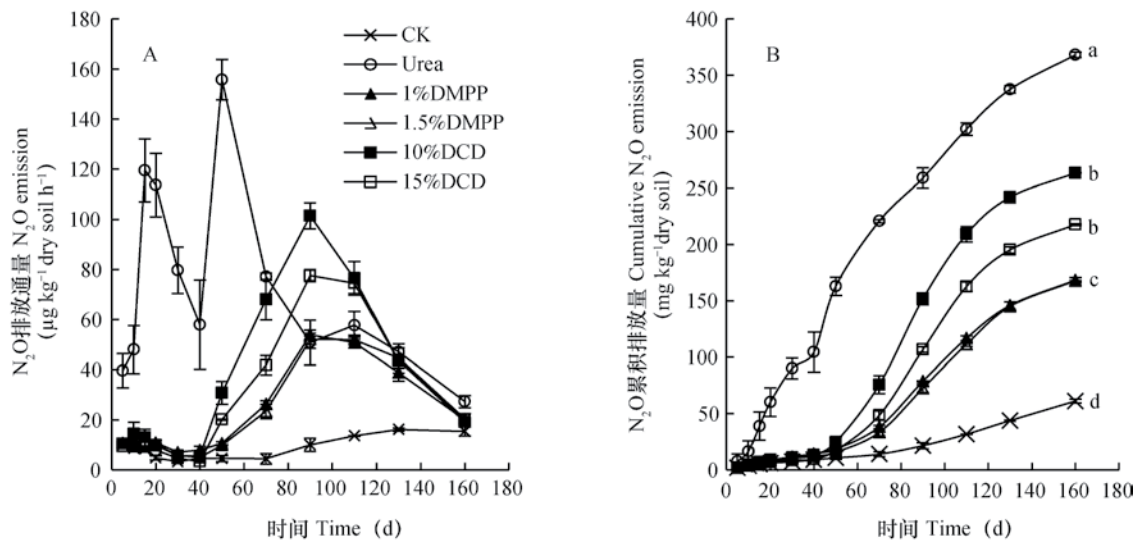 A
CK
Urea
1%DMPP
1.5%DMPP
10%DCD
15%DCD
N₂O排放通量 N₂O emission
(μg kg⁻¹ dry soil h⁻¹)
180
160
140
120
100
80
60
40
20
0
0 20 40 60 80 100 120 140 160 180
时间 Time (d)
B
N₂O累积排放量 Cumulative N₂O emission
(mg kg⁻¹dry soil)
400
350
300
250
200
150
100
50
0
a
b
b
c
d
0 20 40 60 80 100 120 140 160 180
时间 Time (d)